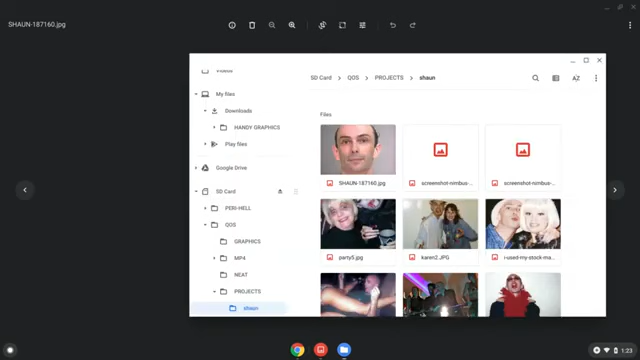 SHAUN-187160.jpg
SD Card > QOS > PROJECTS > shaun
My files
Downloads
HANDY GRAPHICS
Play files
Google Drive
SD Card
PERI-HELL
QOS
GRAPHICS
MP4
NEAT
PROJECTS
shaun
Files
SHAUN-187160.jpg
screenshot-nimbus-...
screenshot-nimbus-...
party5.jpg
karen2.JPG
i-used-my-stock-ma...
AZ
1:23